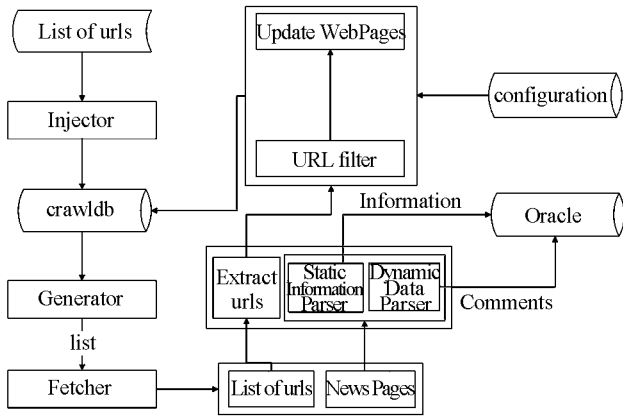 List of urls
Update WebPages
configuration
Injector
URL filter
crawldb
Information
Oracle
Extract
urls
Static
Information
Parser
Dynamic
Data
Parser
Generator
Comments
list
Fetcher
List of urls
News Pages